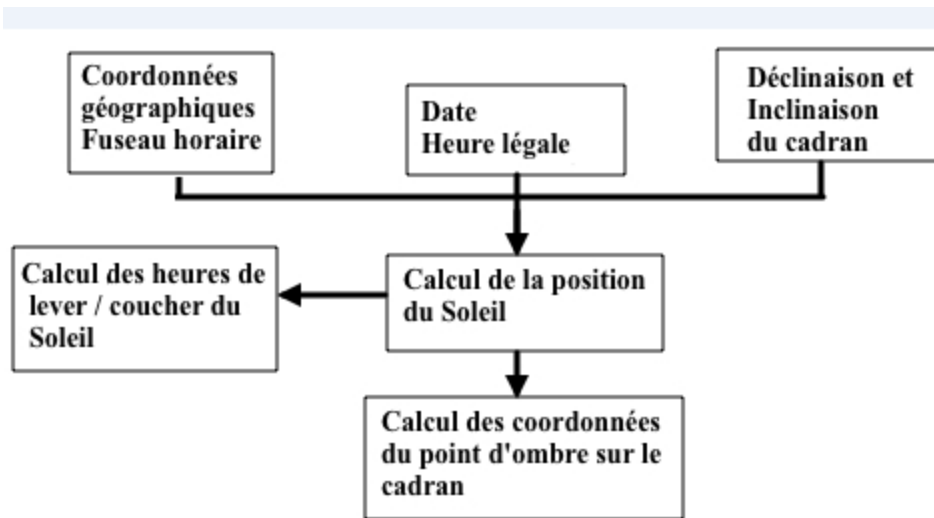 Coordonnées
géographiques
Fuseau horaire
Date
Heure légale
Déclinaison et
Inclinaison
du cadran
Calcul des heures de
lever / coucher du
Soleil
Calcul de la position
du Soleil
Calcul des coordonnées
du point d'ombre sur le
cadran